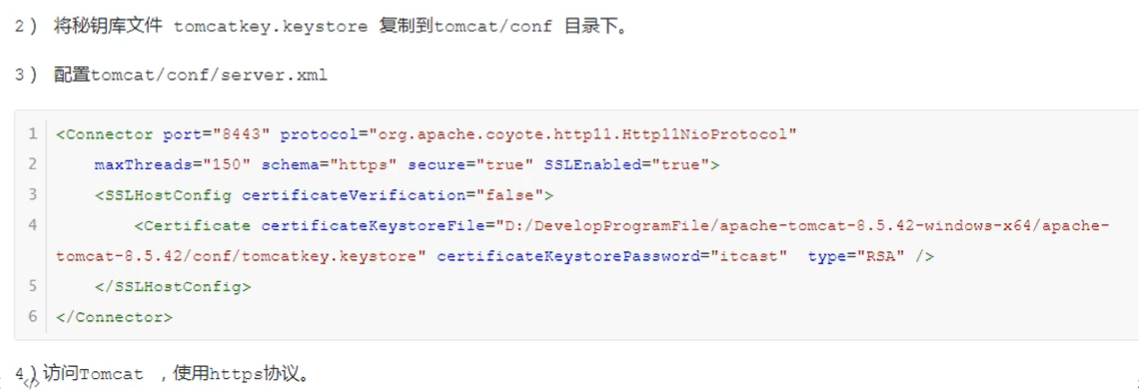 2） 将秘钥库文件 tomcatkey.keystore 复制到tomcat/conf 目录下。
3） 配置tomcat/conf/server.xml
1 <Connector port="8443" protocol="org.apache.coyote.http11.Http11NioProtocol"
2 maxThreads="150" schema="https" secure="true" SSLEnabled="true">
3 <SSLHostConfig certificateVerification="false">
4 <Certificate certificateKeystoreFile="D:/DevelopProgramFile/apache-tomcat-8.5.42-windows-x64/apache-
tomcat-8.5.42/conf/tomcatkey.keystore" certificateKeystorePassword="itcast" type="RSA" />
5 </SSLHostConfig>
6 </Connector>
4）访问Tomcat ，使用https协议。